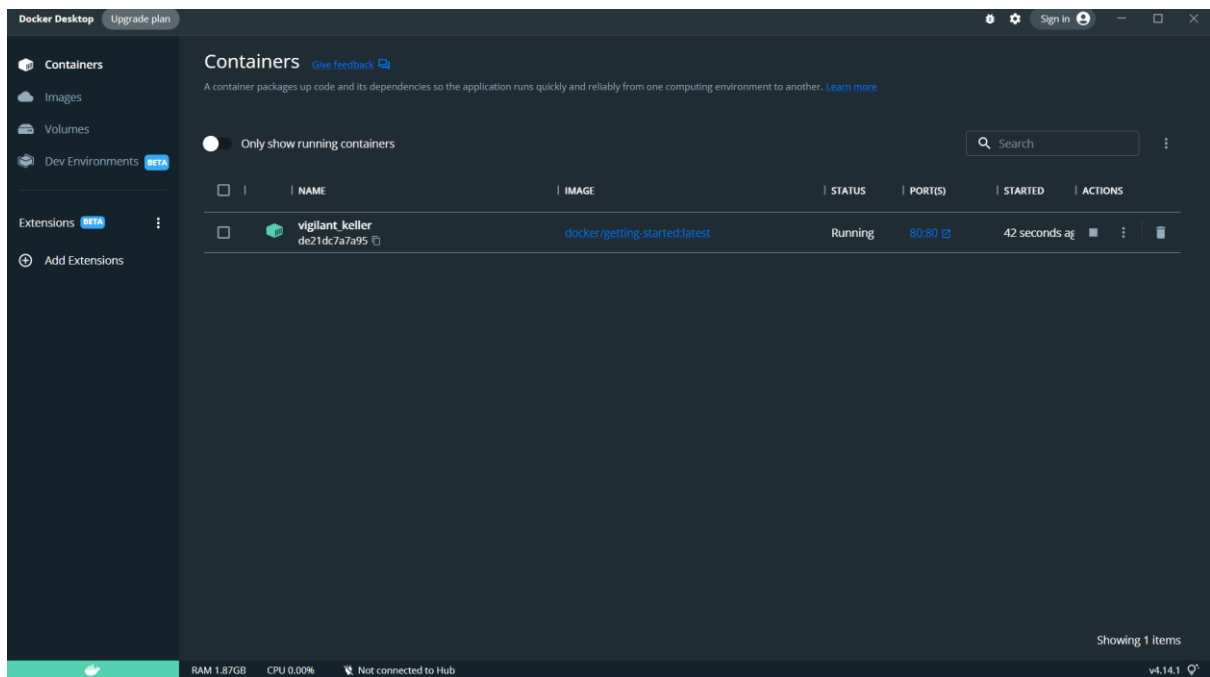 Docker Desktop Upgrade plan Sign in
Containers
Images
Volumes
Dev Environments BETA
Extensions BETA
Add Extensions
Containers Give feedback
A container packages up code and its dependencies so the application runs quickly and reliably from one computing environment to another. Learn more
Only show running containers
Search
NAME IMAGE STATUS PORT(S) STARTED ACTIONS
vigilant_keller
de21dc7a7a95
docker/getting-started:latest Running 80:80 42 seconds ag
Showing 1 items
RAM 1.87GB CPU 0.00% Not connected to Hub v4.14.1